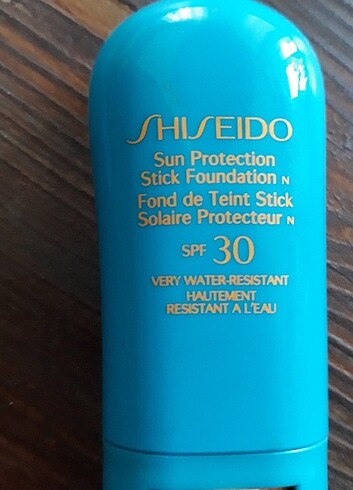 SHISEIDO
Sun Protection
Stick Foundation N
Fond de Teint Stick
Solaire Protecteur N
SPF 30
VERY WATER-RESISTANT
HAUTEMENT
RESISTANT A L'EAU